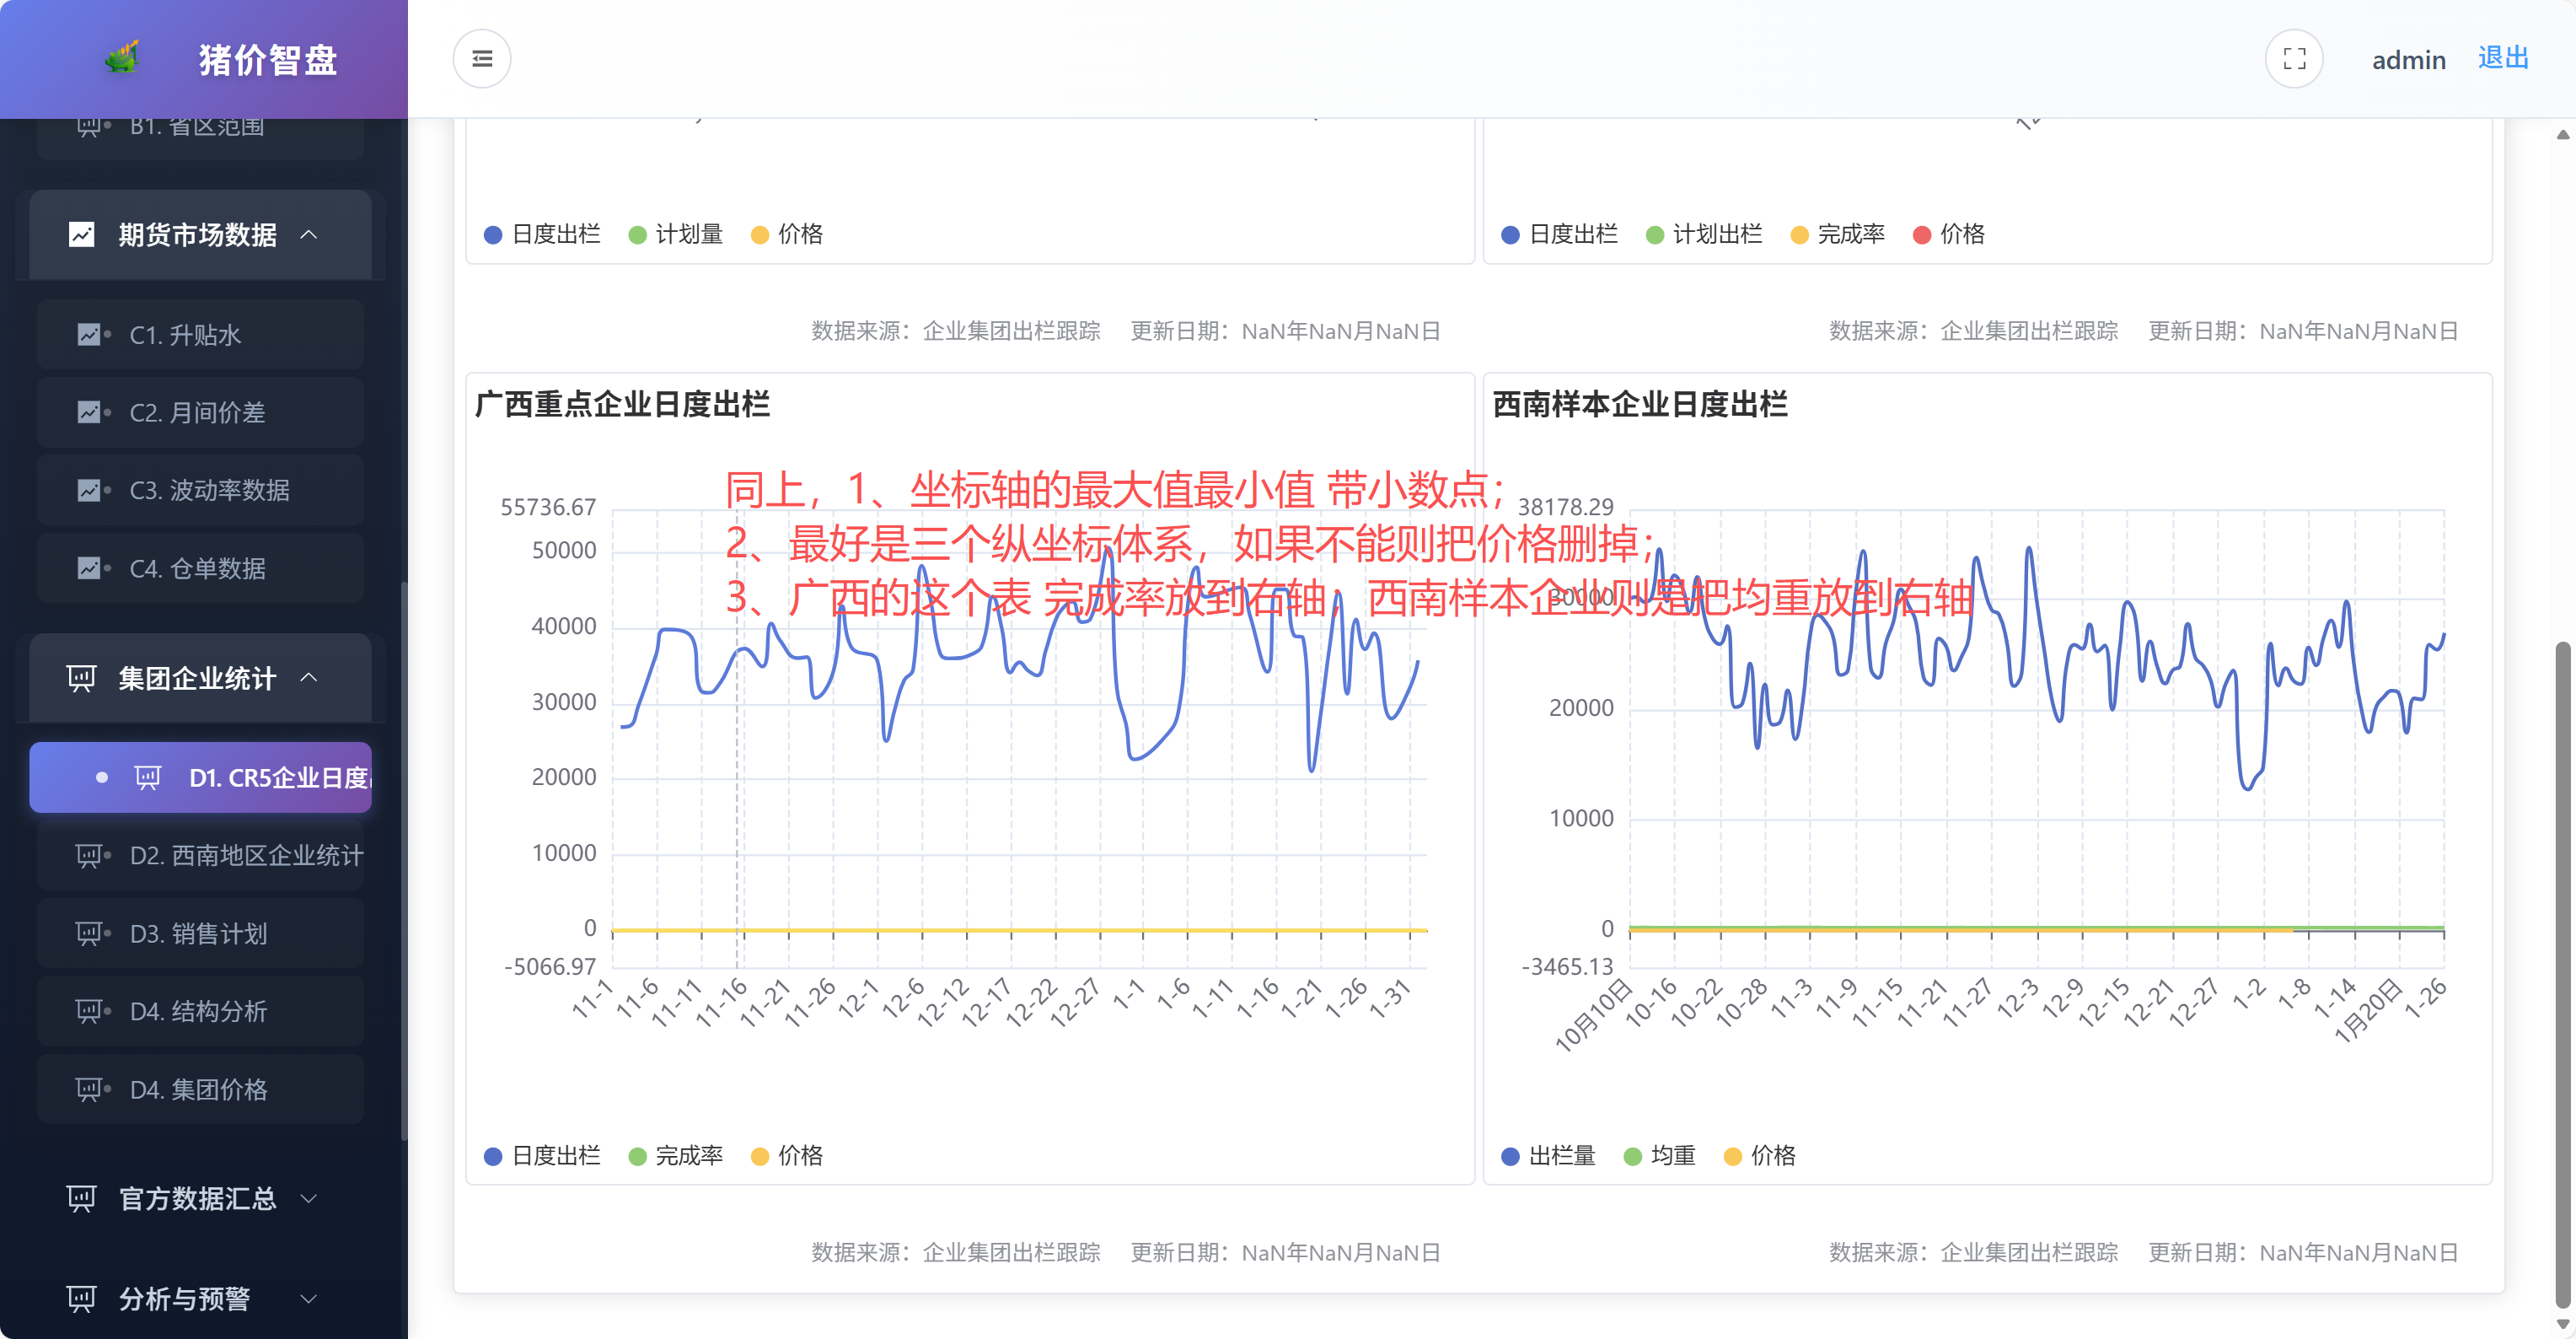 猪价智盘
admin
退出
B1. 省区范围
期货市场数据
C1. 升贴水
C2. 月间价差
C3. 波动率数据
C4. 仓单数据
集团企业统计
D1. CR5企业日度
D2. 西南地区企业统计
D3. 销售计划
D4. 结构分析
D4. 集团价格
官方数据汇总
分析与预警
日度出栏 计划量 价格
数据来源：企业集团出栏跟踪 更新日期：NaN年NaN月NaN日
日度出栏 计划出栏 完成率 价格
数据来源：企业集团出栏跟踪 更新日期：NaN年NaN月NaN日
同上，1、坐标轴的最大值最小值 带小数点；
2、最好是三个纵坐标体系，如果不能则把价格删掉；
3、广西的这个表 完成率放到右轴；西南样本企业则是把均重放到右轴
广西重点企业日度出栏
55736.67
50000
40000
30000
20000
10000
0
-5066.97
11-1 11-6 11-11 11-16 11-21 11-26 12-1 12-6 12-12 12-17 12-22 12-27 1-1 1-6 1-11 1-16 1-21 1-26 1-31
日度出栏 完成率 价格
数据来源：企业集团出栏跟踪 更新日期：NaN年NaN月NaN日
西南样本企业日度出栏
38178.29
30000
20000
10000
0
-3465.13
10月10日 10-16 10-22 10-28 11-3 11-9 11-15 11-21 11-27 12-3 12-9 12-15 12-21 12-27 1-2 1-8 1-14 1月20日 1-26
出栏量 均重 价格
数据来源：企业集团出栏跟踪 更新日期：NaN年NaN月NaN日